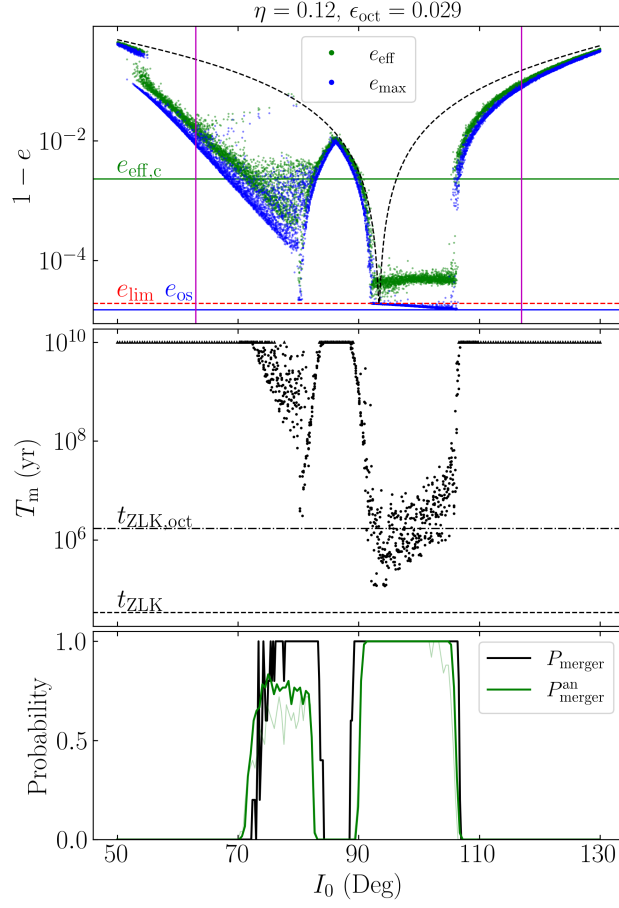 η = 0.12, ϵ_oct = 0.029
e_eff
e_max
10^−2
1 − e
e_eff,c
10^−4
e_lim e_os
10^10
10^8
T_m (yr)
t_ZLK,oct
10^6
t_ZLK
1.0
P_merger
P^an_merger
Probability
0.5
0.0
50 70 90 110 130
I_0 (Deg)